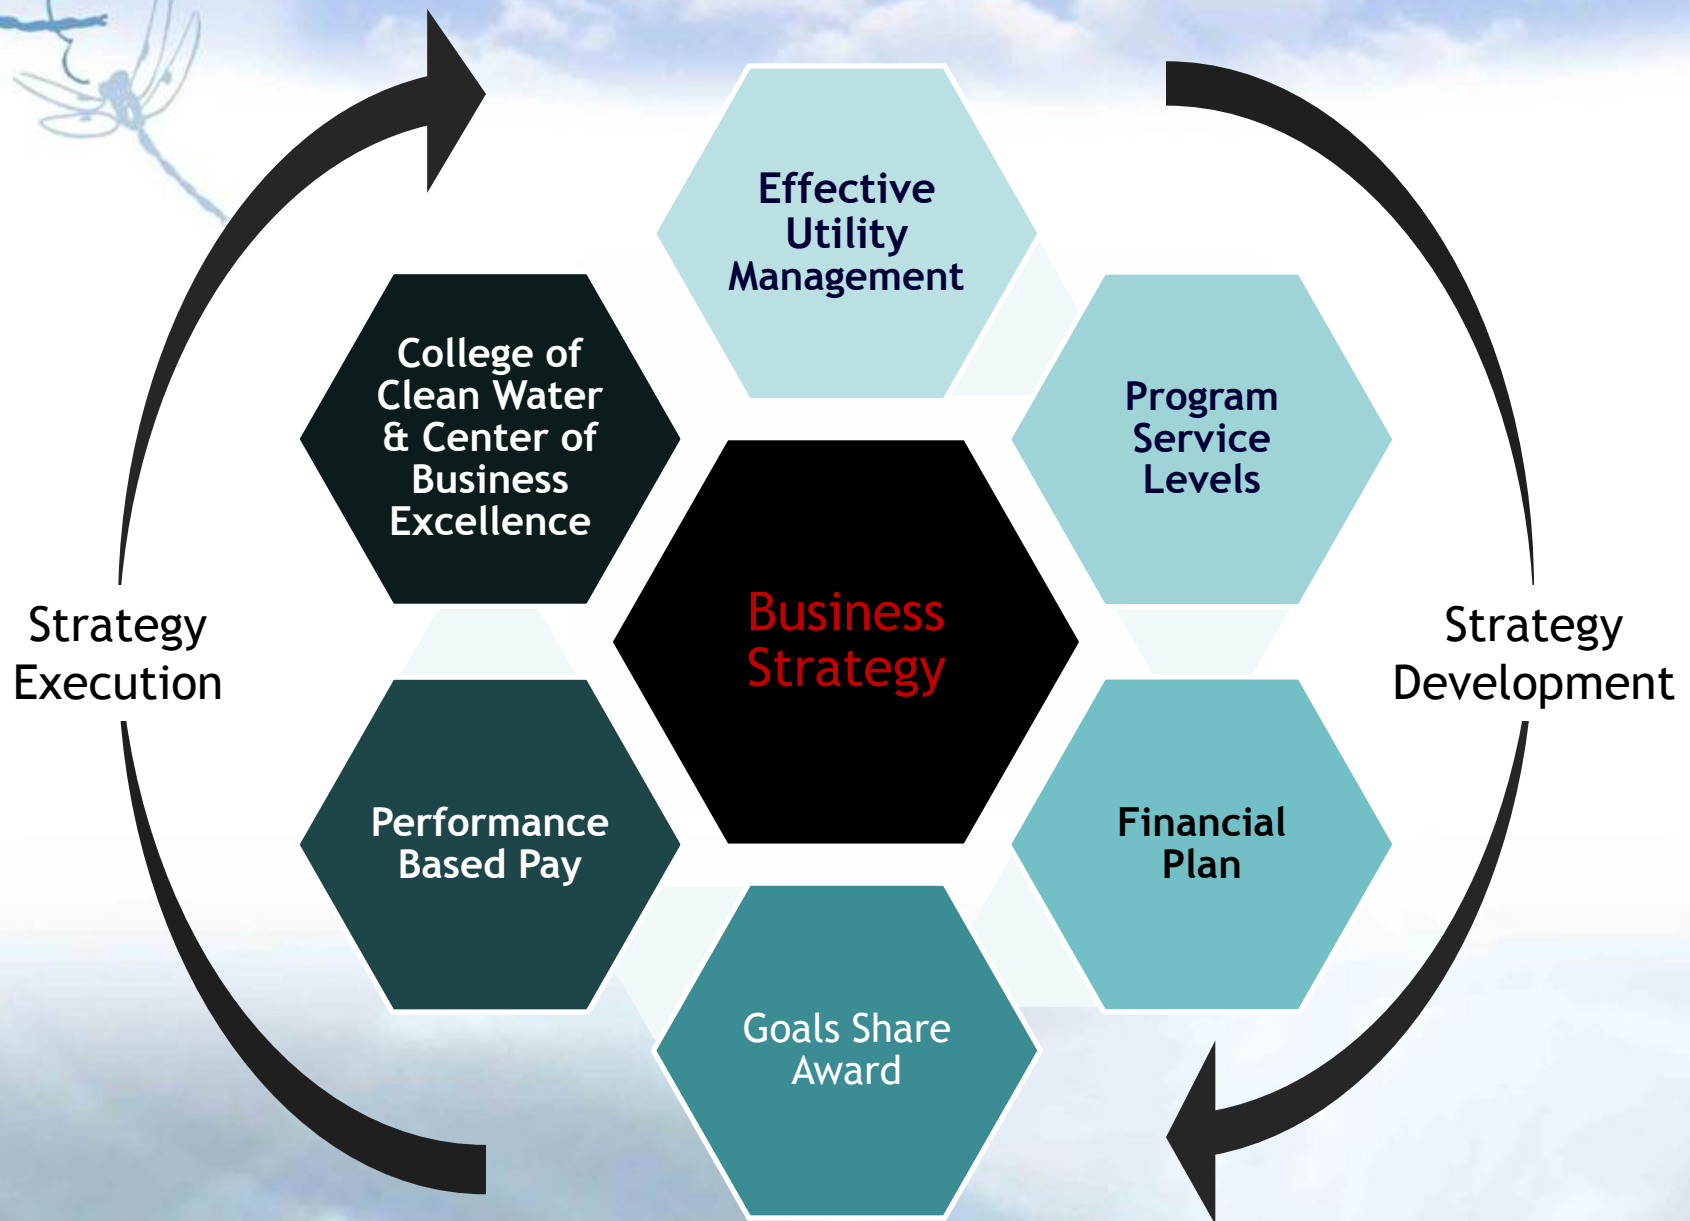 Effective
Utility
Management
College of
Clean Water
& Center of
Business
Excellence
Program
Service
Levels
Business
Strategy
Strategy
Execution
Strategy
Development
Performance
Based Pay
Financial
Plan
Goals Share
Award